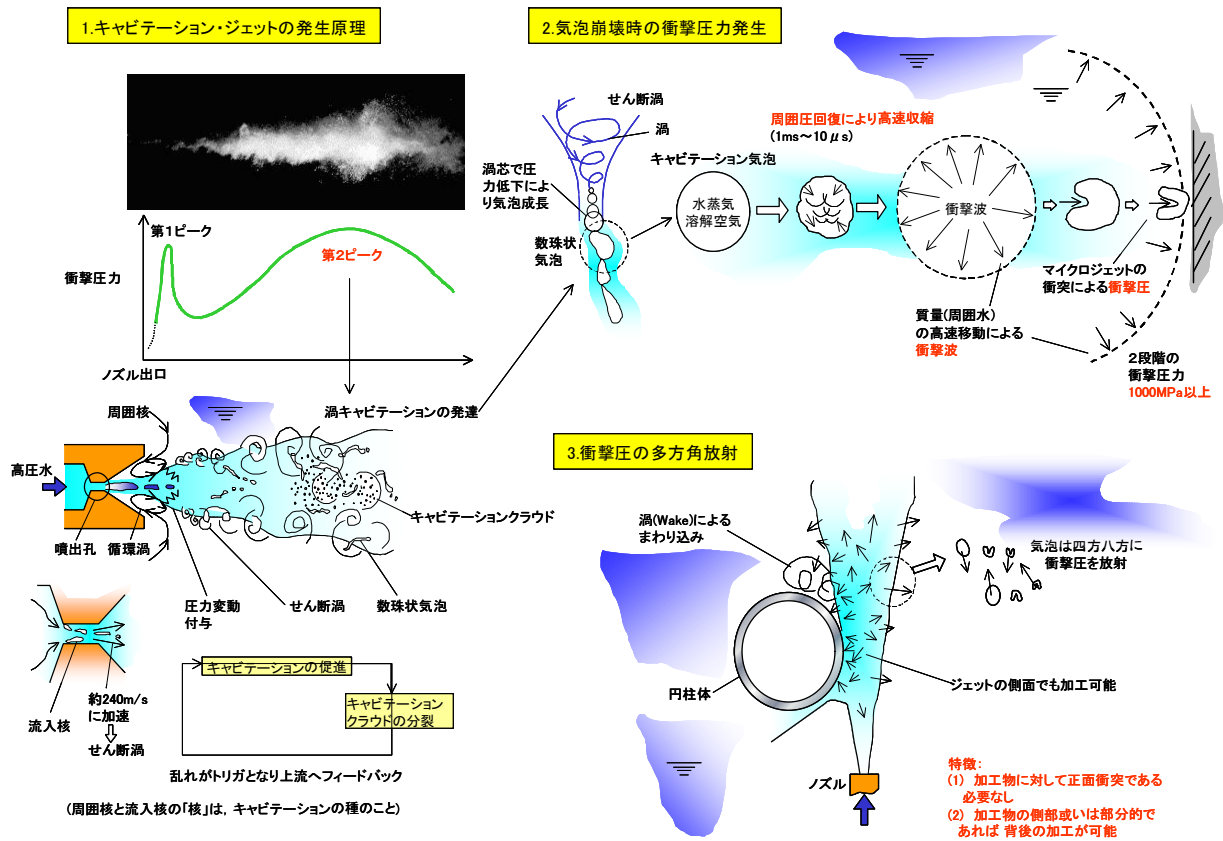 1.キャビテーション・ジェットの発生原理
第1ピーク
第2ピーク
衝撃圧力
ノズル出口
周囲核
渦キャビテーションの発達
高圧水
キャビテーションクラウド
噴出孔
循環渦
圧力変動
付与
せん断渦
数珠状気泡
流入核
約240m/s
に加速
せん断渦
キャビテーションの促進
キャビテーション
クラウドの分裂
乱れがトリガとなり上流へフィードバック
(周囲核と流入核の「核」は, キャビテーションの種のこと)
2.気泡崩壊時の衝撃圧力発生
せん断渦
渦
渦芯で圧
力低下によ
り気泡成長
数珠状
気泡
キャビテーション気泡
水蒸気
溶解空気
周囲圧回復により高速収縮
(1ms~10μs)
衝撃波
マイクロジェットの
衝突による衝撃圧
質量(周囲水)
の高速移動による
衝撃波
2段階の
衝撃圧力
1000MPa以上
3.衝撃圧の多方角放射
渦(Wake)による
まわり込み
気泡は四方八方に
衝撃圧を放射
円柱体
ジェットの側面でも加工可能
ノズル
特徴:
(1) 加工物に対して正面衝突である
必要なし
(2) 加工物の側部或いは部分的で
あれば 背後の加工が可能